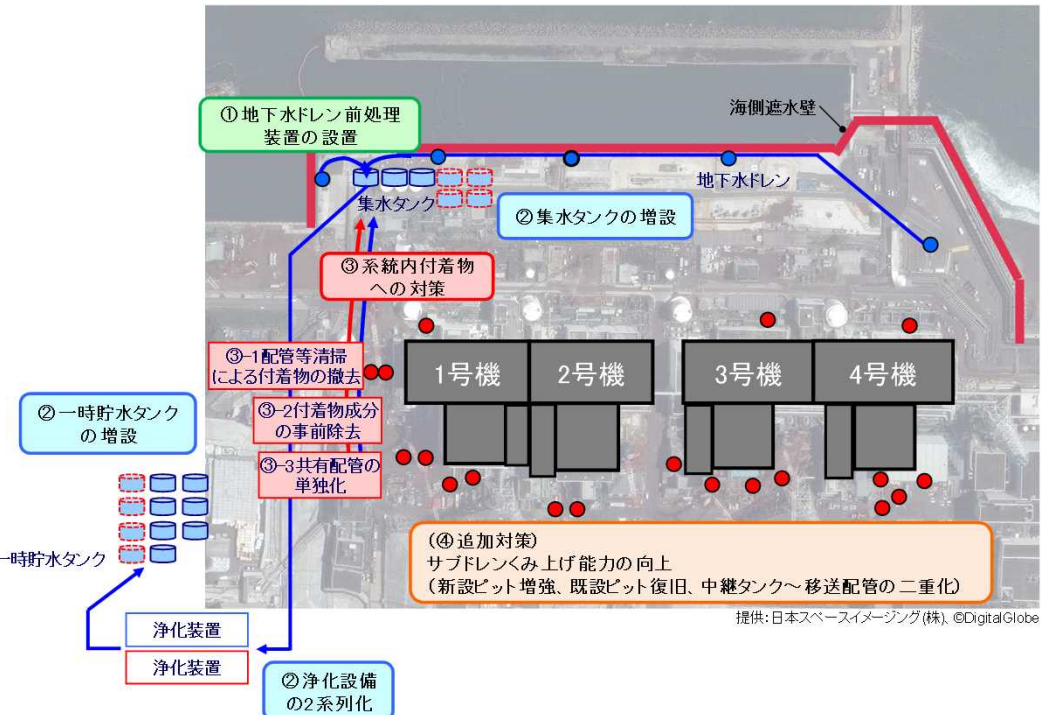 ①地下水ドレン前処理
装置の設置
海側遮水壁
地下水ドレン
集水タンク
②集水タンクの増設
③系統内付着物
への対策
③-1配管等清掃
による付着物の撤去
1号機
2号機
3号機
4号機
②一時貯水タンク
の増設
③-2付着物成分
の事前除去
③-3共有配管の
単独化
一時貯水タンク
(④追加対策)
サブドレンくみ上げ能力の向上
(新設ピット増強、既設ピット復旧、中継タンク～移送配管の二重化)
提供:日本スペースイメージング(株)、©DigitalGlobe
浄化装置
浄化装置
②浄化設備
の2系列化